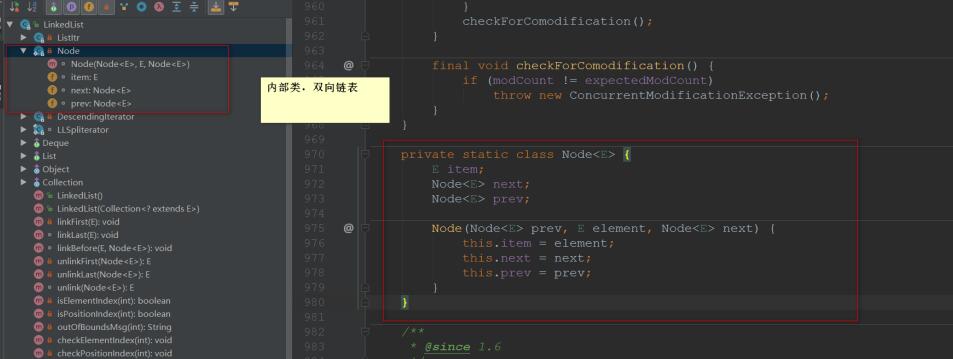 LinkedList
ListItr
Node
Node(Node<E>, E, Node<E>)
item: E
next: Node<E>
prev: Node<E>
DescendingIterator
LLSpliterator
Deque
List
Object
Collection
LinkedList()
LinkedList(Collection<? extends E>)
linkFirst(E): void
linkLast(E): void
linkBefore(E, Node<E>): void
unlinkFirst(Node<E>): E
unlinkLast(Node<E>): E
unlink(Node<E>): E
isElementIndex(int): boolean
isPositionIndex(int): boolean
outOfBoundsMsg(int): String
checkElementIndex(int): void
checkPositionIndex(int): void
内部类，双向链表
960 }
961 checkForComodification();
962 }
963
964 @ final void checkForComodification() {
if (modCount != expectedModCount)
throw new ConcurrentModificationException();
}
968 }
969
970 private static class Node<E> {
971 E item;
972 Node<E> next;
973 Node<E> prev;
974
975 @ Node(Node<E> prev, E element, Node<E> next) {
976 this.item = element;
977 this.next = next;
978 this.prev = prev;
979 }
980 }
981
982 /**
983 * @since 1.6